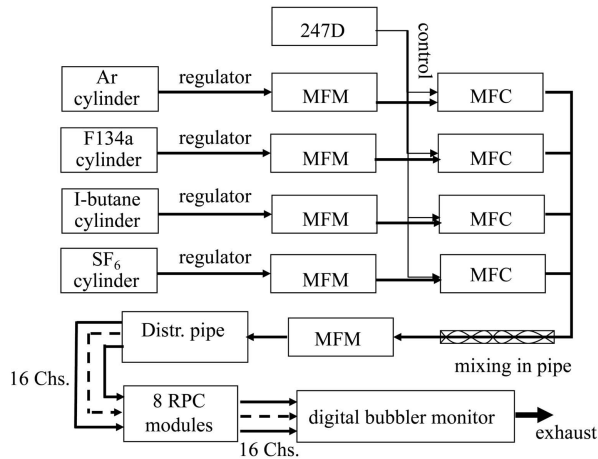 247D
control
Ar
cylinder
regulator
MFM
MFC
F134a
cylinder
regulator
MFM
MFC
I-butane
cylinder
regulator
MFM
MFC
SF₆
cylinder
regulator
MFM
MFC
Distr. pipe
MFM
mixing in pipe
16 Chs.
8 RPC
modules
16 Chs.
digital bubbler monitor
exhaust